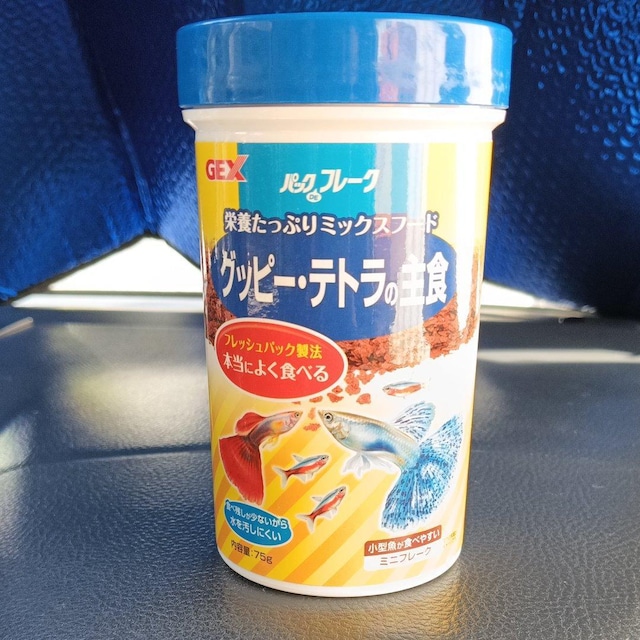 GEX
パックDEフレーク
栄養たっぷりミックスフード
グッピー・テトラの主食
フレッシュパック製法
本当によく食べる
食べ残しが少ないから
水を汚しにくい
内容量:75g
小型魚が食べやすい
ミニフレーク